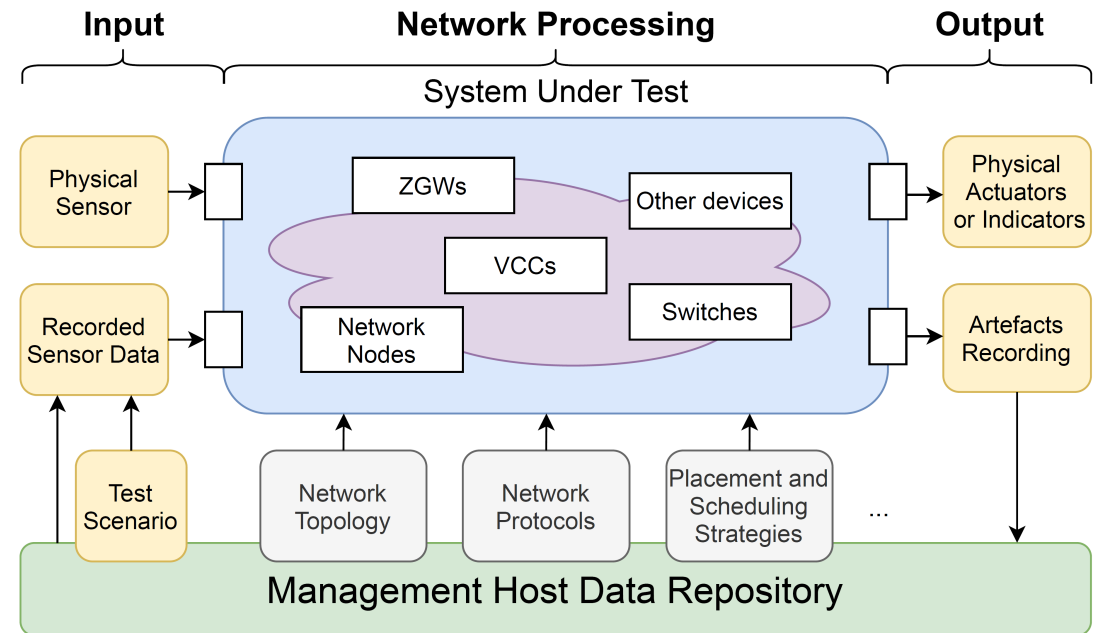 Input
Network Processing
Output
System Under Test
Physical
Sensor
ZGWs
Other devices
Physical
Actuators
or Indicators
VCCs
Recorded
Sensor Data
Network
Nodes
Switches
Artefacts
Recording
Test
Scenario
Network
Topology
Network
Protocols
Placement and
Scheduling
Strategies
...
Management Host Data Repository